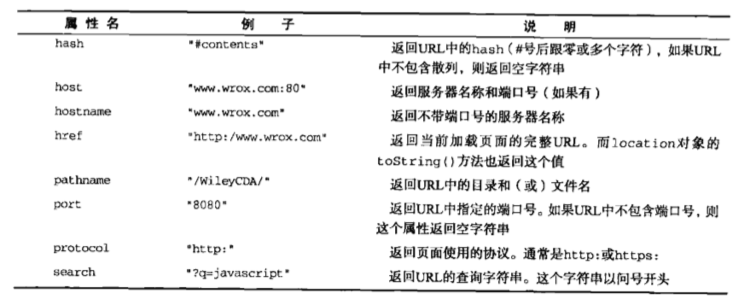 属性名 例子 说明
hash "#contents" 返回URL中的hash(#号后跟零或多个字符),如果URL
中不包含散列,则返回空字符串
host "www.wrox.com:80" 返回服务器名称和端口号(如果有)
hostname "www.wrox.com" 返回不带端口号的服务器名称
href "http:/www.wrox.com" 返回当前加载页面的完整URL。而location对象的
toString()方法也返回这个值
pathname "/WileyCDA/" 返回URL中的目录和(或)文件名
port "8080" 返回URL中指定的端口号。如果URL中不包含端口号,则
这个属性返回空字符串
protocol "http:" 返回页面使用的协议。通常是http:或https:
search "?q=javascript" 返回URL的查询字符串。这个字符串以问号开头